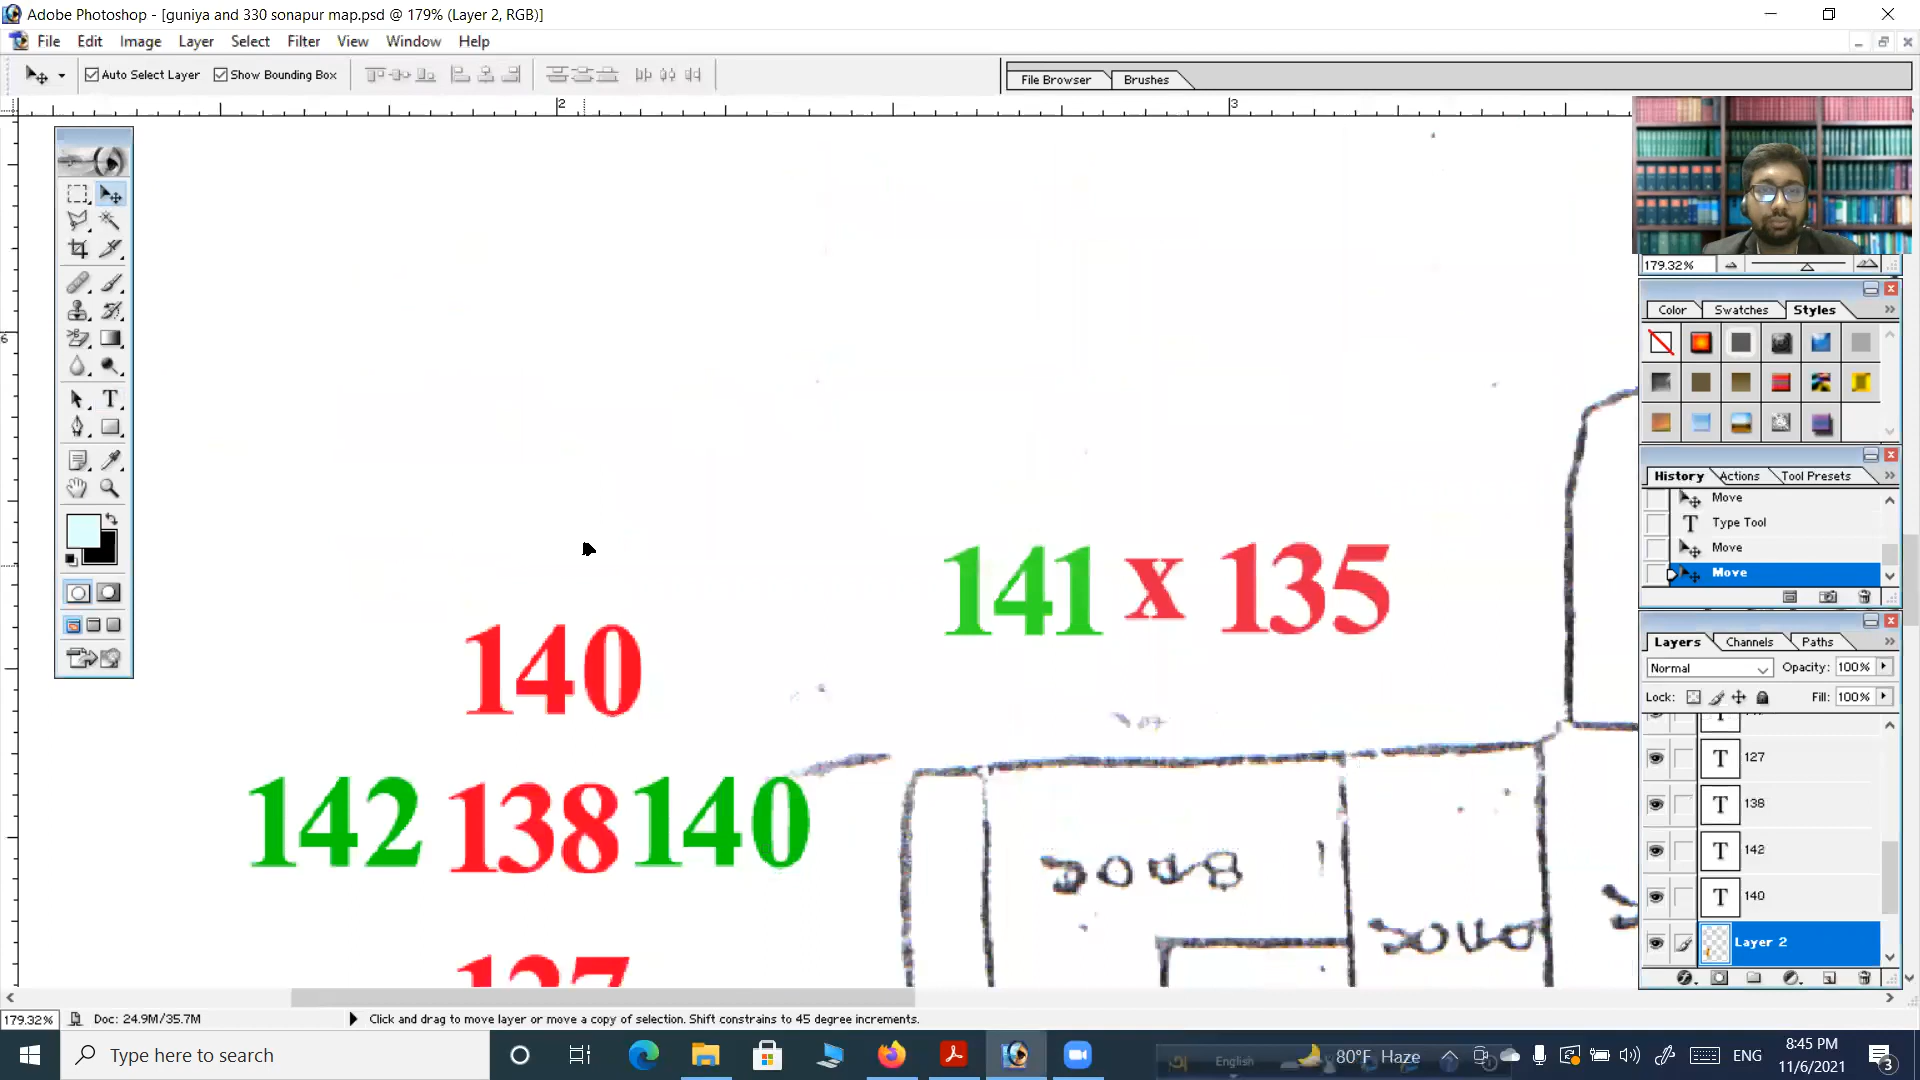 Adobe Photoshop - [guniya and 330 sonapur map.psd @ 179% (Layer 2, RGB)]
File Edit Image Layer Select Filter View Window Help
Auto Select Layer Show Bounding Box
File Browser Brushes
2 3
6
179.32%
Color Swatches Styles
History Actions Tool Presets
Move
Type Tool
Move
Move
Layers Channels Paths
Normal Opacity: 100%
Lock: Fill: 100%
T 127
T 138
T 142
T 140
Layer 2
141 x 135
140
142 138 140
127
179.32% Doc: 24.9M/35.7M Click and drag to move layer or move a copy of selection. Shift constrains to 45 degree increments.
Type here to search
English
80°F Haze
ENG
8:45 PM
11/6/2021
3